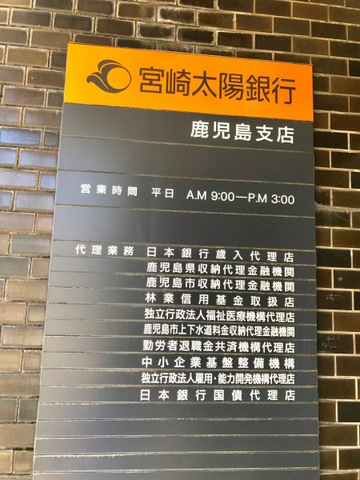 宮崎太陽銀行
鹿児島支店
営業時間 平日 A.M 9:00―P.M 3:00
代理業務 日本銀行歳入代理店
鹿児島県収納代理金融機関
鹿児島市収納代理金融機関
林業信用基金取扱店
独立行政法人福祉医療機構代理店
鹿児島市上下水道料金収納代理金融機関
勤労者退職金共済機構代理店
中小企業基盤整備機構
独立行政法人雇用・能力開発機構代理店
日本銀行国債代理店